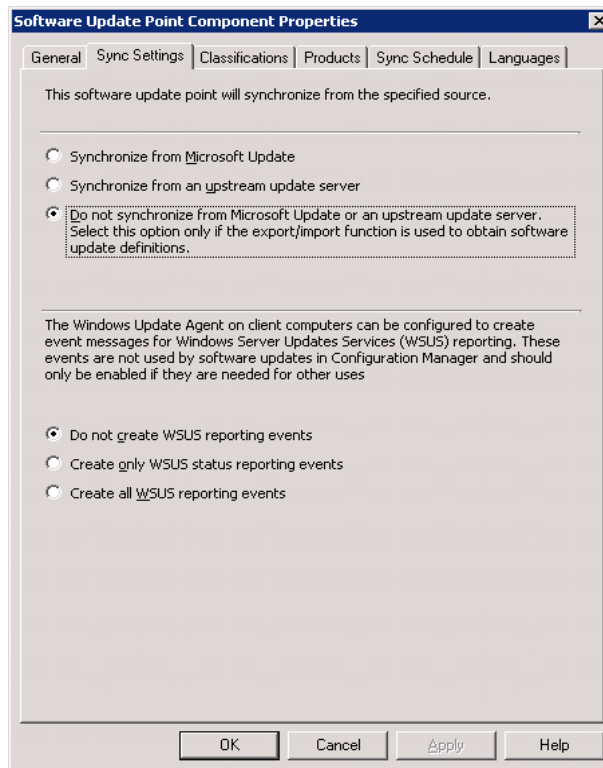 Software Update Point Component Properties
General Sync Settings Classifications Products Sync Schedule Languages
This software update point will synchronize from the specified source.
Synchronize from Microsoft Update
Synchronize from an upstream update server
Do not synchronize from Microsoft Update or an upstream update server.
Select this option only if the export/import function is used to obtain software
update definitions.
The Windows Update Agent on client computers can be configured to create
event messages for Windows Server Updates Services (WSUS) reporting. These
events are not used by software updates in Configuration Manager and should
only be enabled if they are needed for other uses
Do not create WSUS reporting events
Create only WSUS status reporting events
Create all WSUS reporting events
OK Cancel Apply Help